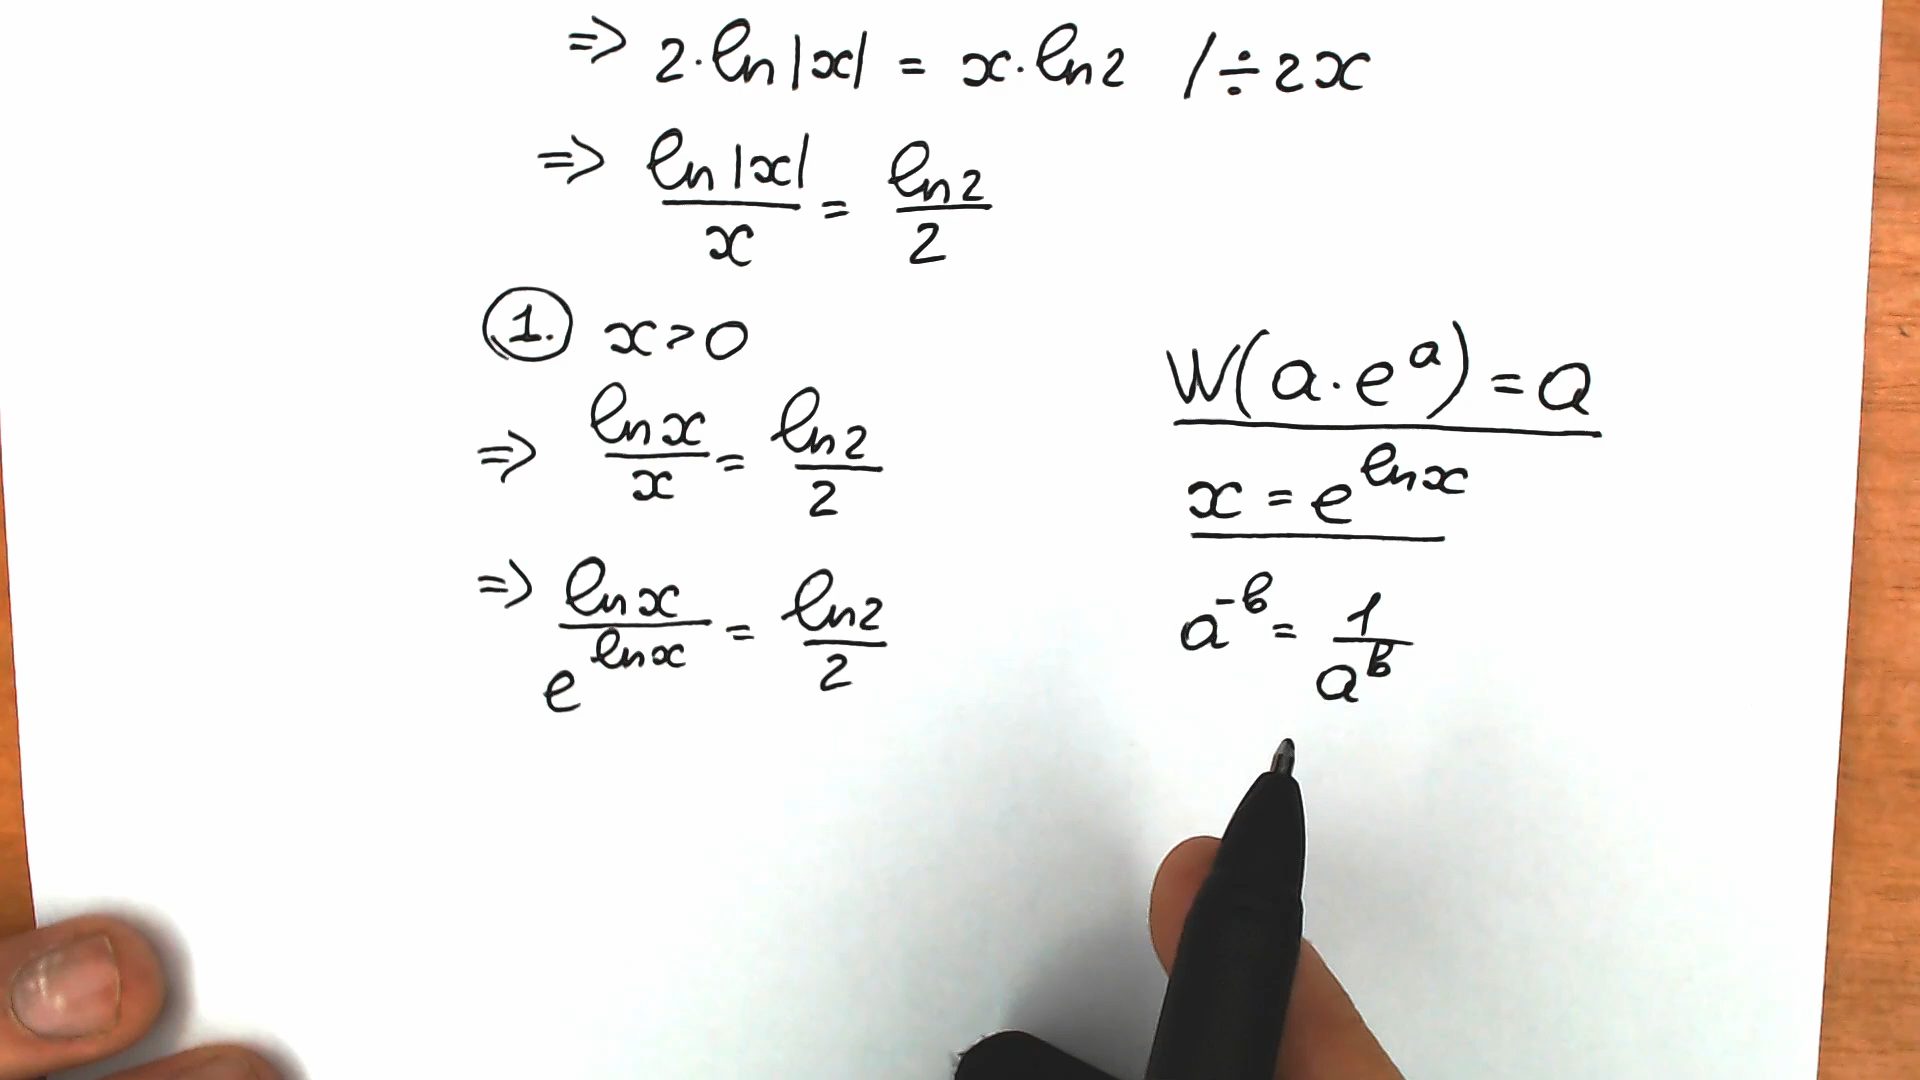 => 2·ln|x| = x·ln2 /÷2x
=> ln|x|/x = ln2/2
1. x>0
=> lnx/x = ln2/2
=> lnx/e^lnx = ln2/2
W(a·e^a) = a
x = e^lnx
a^-b = 1/a^b